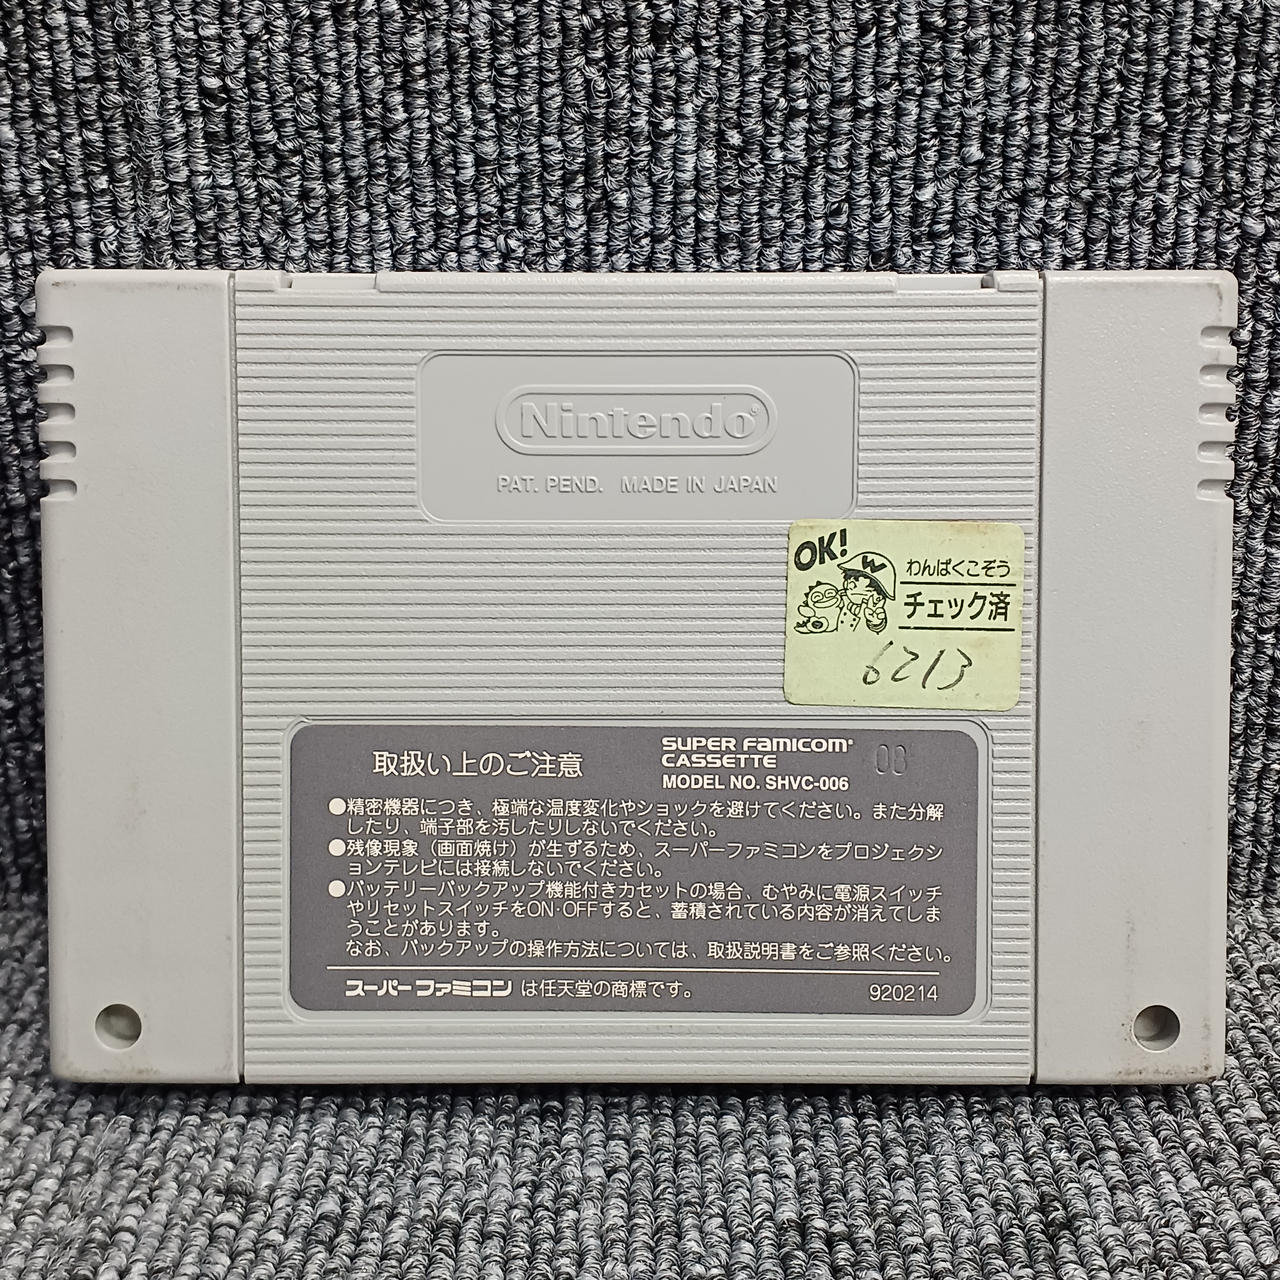 Nintendo®
PAT. PEND. MADE IN JAPAN
OK!
W
わんぱくこぞう
チェック済
6213
取扱い上のご注意
SUPER FAMICOM®
CASSETTE
MODEL NO. SHVC-006
08
●精密機器につき、極端な温度変化やショックを避けてください。また分解
したり、端子部を汚したりしないでください。
●残像現象（画面焼け）が生ずるため、スーパーファミコンをプロジェクシ
ョンテレビには接続しないでください。
●バッテリーバックアップ機能付きカセットの場合、むやみに電源スイッチ
やリセットスイッチをON・OFFすると、蓄積されている内容が消えてしま
うことがあります。
なお、バックアップの操作方法については、取扱説明書をご参照ください。
スーパーファミコン は任天堂の商標です。
920214